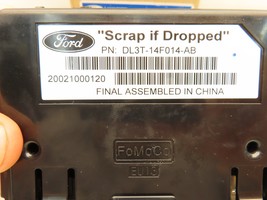 Ford
"Scrap if Dropped"
PN: DL3T-14F014-AB
20021000120
FINAL ASSEMBLED IN CHINA
FoMoCo